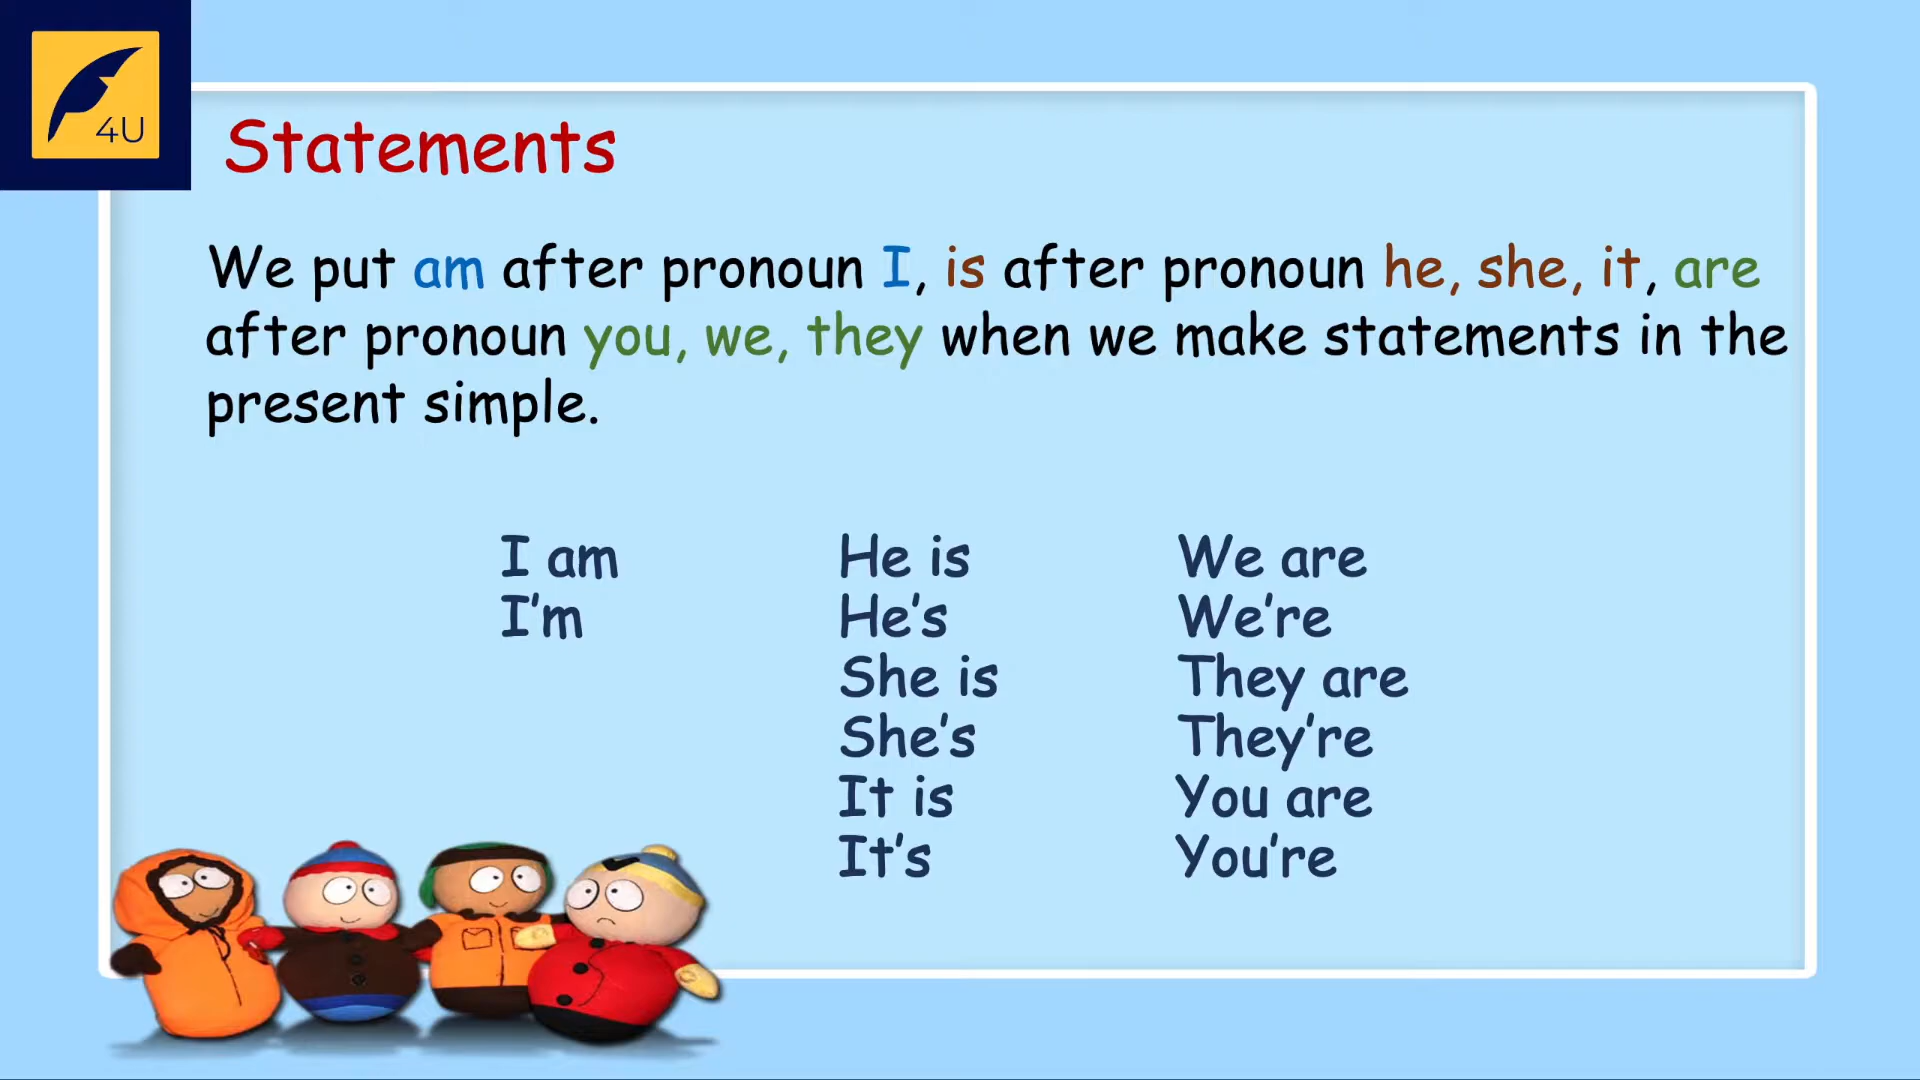 4U
Statements
We put am after pronoun I, is after pronoun he, she, it, are
after pronoun you, we, they when we make statements in the
present simple.
I am
I’m
He is
He’s
She is
She’s
It is
It’s
We are
We’re
They are
They’re
You are
You’re